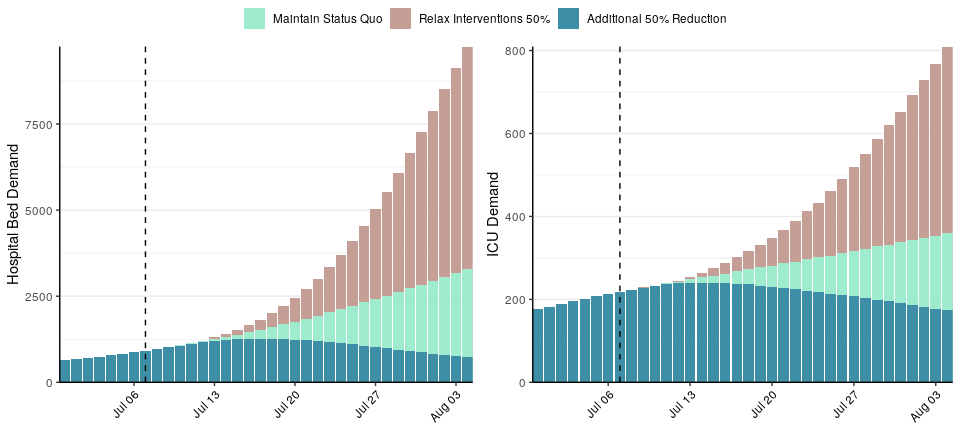 Maintain Status Quo Relax Interventions 50% Additional 50% Reduction
Hospital Bed Demand
7500
5000
2500
0
Jul 06 Jul 13 Jul 20 Jul 27 Aug 03
ICU Demand
800
600
400
200
0
Jul 06 Jul 13 Jul 20 Jul 27 Aug 03